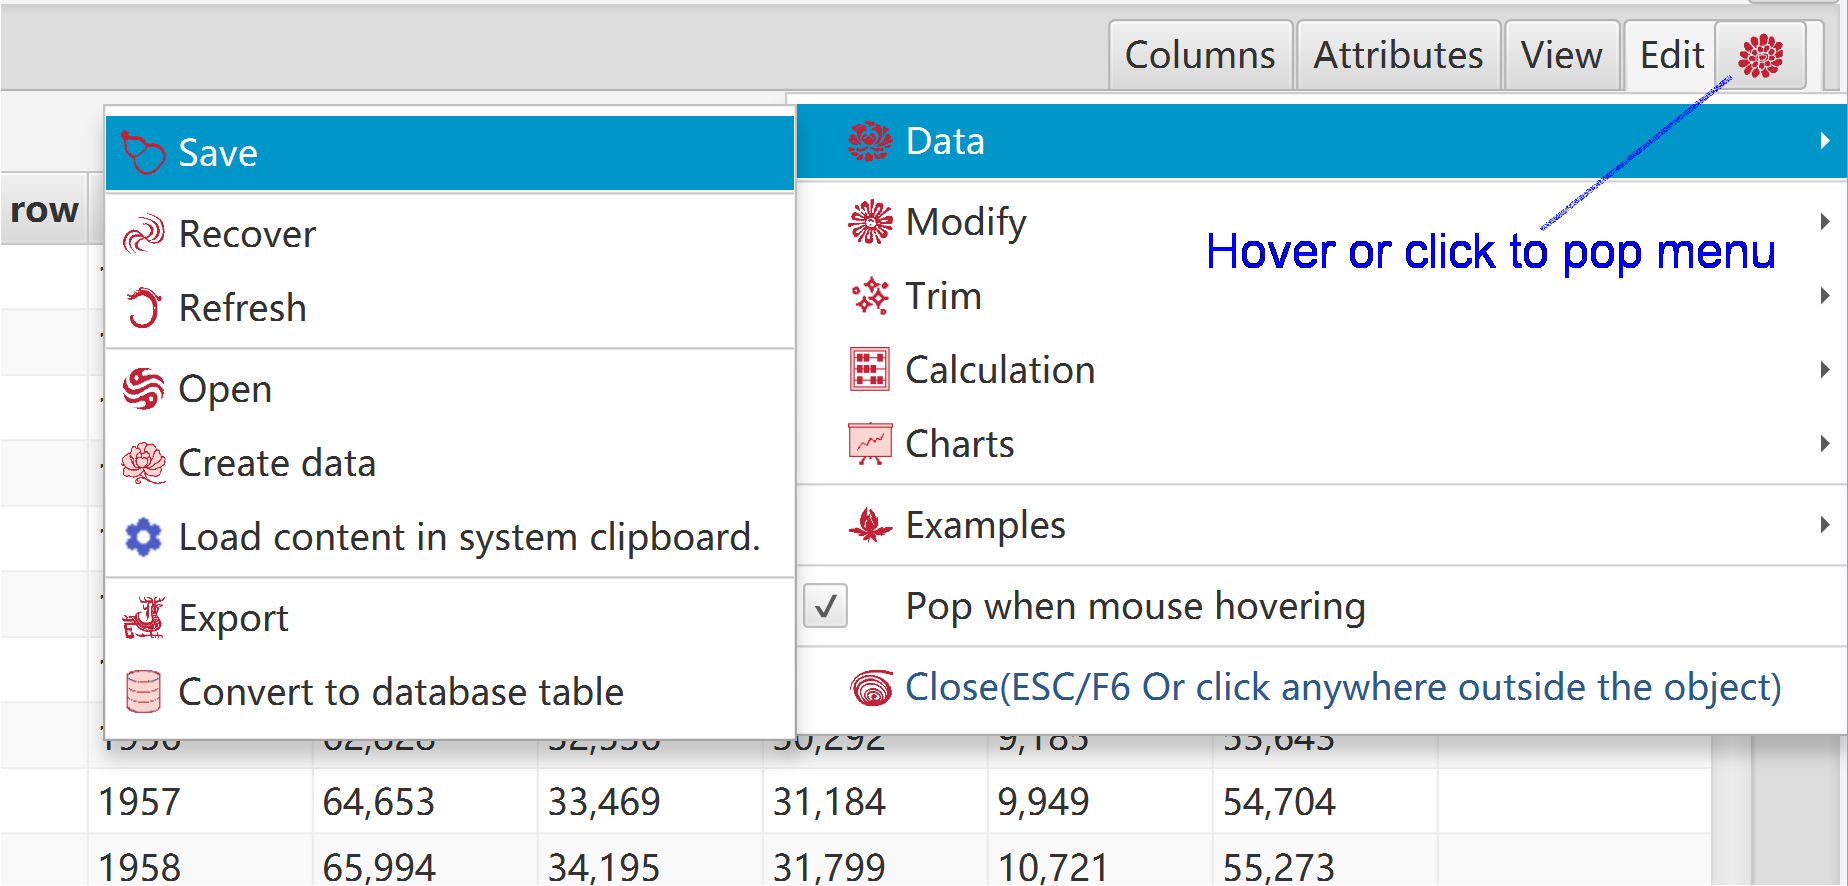 Columns Attributes View Edit
Data
Modify
Hover or click to pop menu
Trim
Calculation
Charts
Examples
Pop when mouse hovering
Close(ESC/F6 Or click anywhere outside the object)
Save
Recover
Refresh
Open
Create data
Load content in system clipboard.
Export
Convert to database table
row
1957 64,653 33,469 31,184 9,949 54,704
1958 65,994 34,195 31,799 10,721 55,273